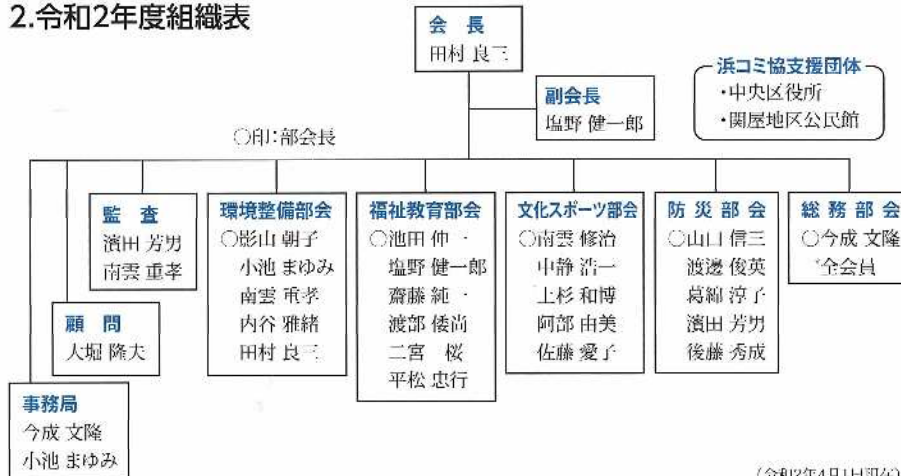 2.令和2年度組織表
会 長
田村 良三
副会長
塩野 健一郎
浜コミ協支援団体
・中央区役所
・関屋地区公民館
○印:部会長
監 査
濱田 芳男
南雲 重孝
環境整備部会
○影山 朝子
小池 まゆみ
南雲 重孝
内谷 雅緒
田村 良三
福祉教育部会
○池田 伸一
塩野 健一郎
齋藤 純一
渡部 倭尚
二宮 桜
平松 忠行
文化スポーツ部会
○南雲 修治
中静 浩一
上杉 和博
阿部 由美
佐藤 愛子
防 災 部 会
○山口 信三
渡邊 俊英
葛綿 淳子
濱田 芳男
後藤 秀成
総 務 部 会
○今成 文隆
全会員
顧 問
大堀 隆夫
事務局
今成 文隆
小池 まゆみ
(令和2年4月1日現在)